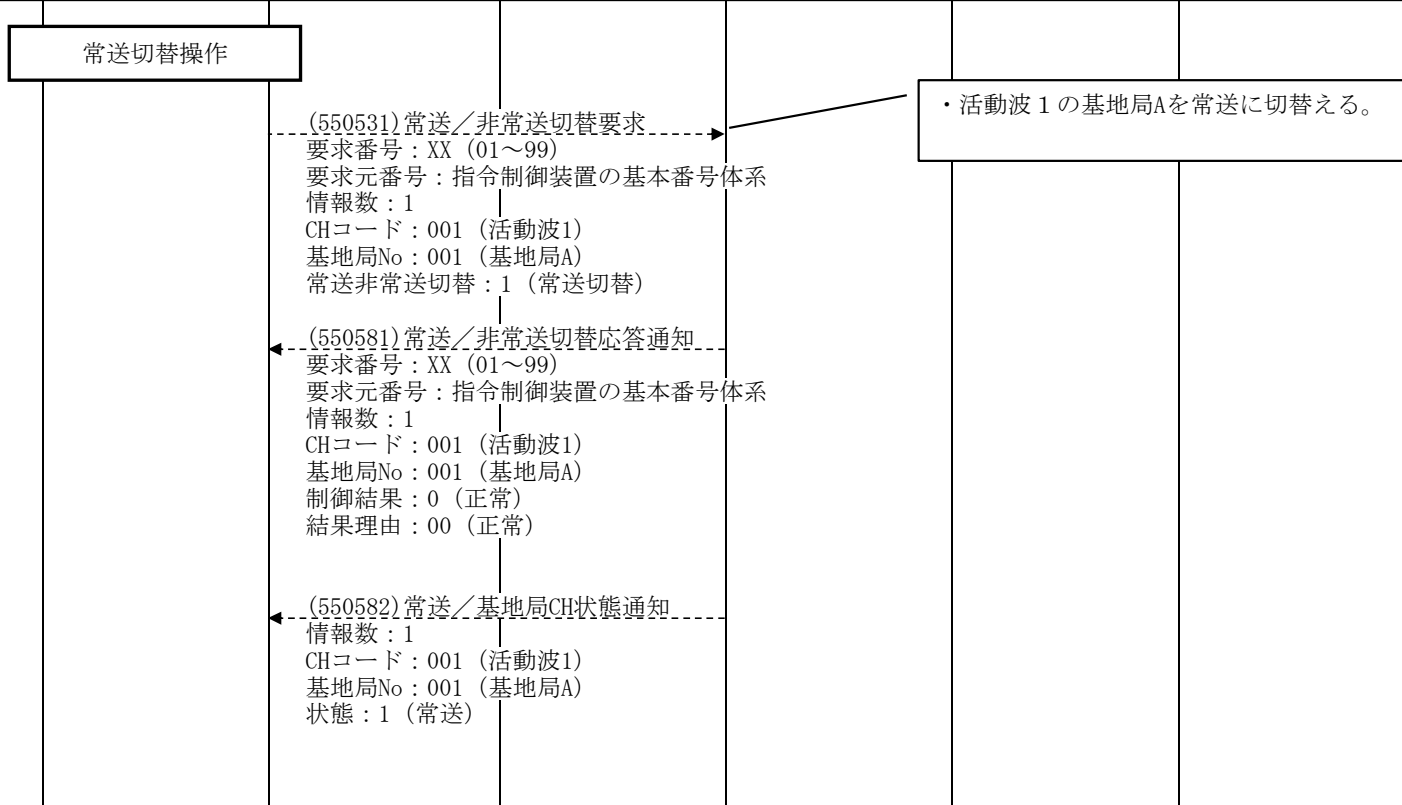 常送切替操作
・活動波１の基地局Aを常送に切替える。
(550531)常送／非常送切替要求
要求番号：XX（01～99）
要求元番号：指令制御装置の基本番号体系
情報数：1
CHコード：001（活動波1）
基地局No：001（基地局A）
常送非常送切替：1（常送切替）
(550581)常送／非常送切替応答通知
要求番号：XX（01～99）
要求元番号：指令制御装置の基本番号体系
情報数：1
CHコード：001（活動波1）
基地局No：001（基地局A）
制御結果：0（正常）
結果理由：00（正常）
(550582)常送／基地局CH状態通知
情報数：1
CHコード：001（活動波1）
基地局No：001（基地局A）
状態：1（常送）